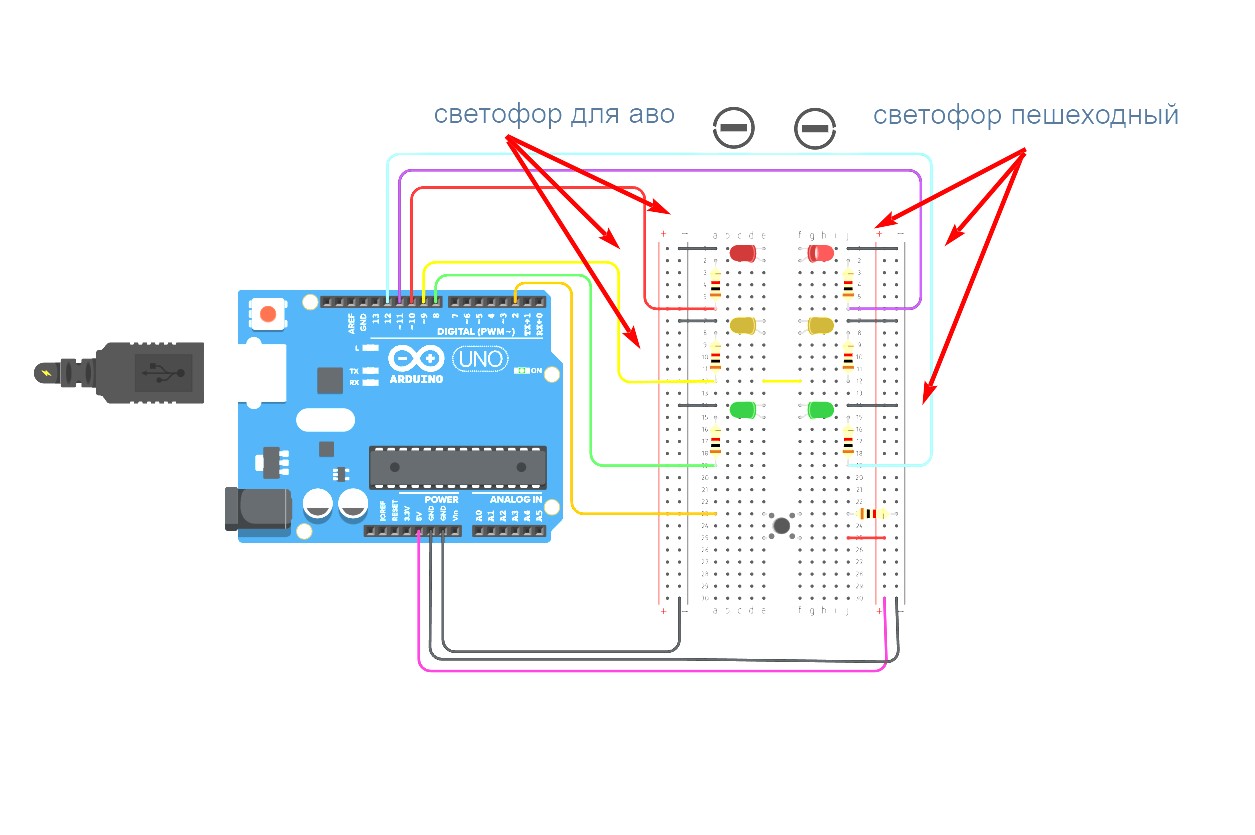 светофор для аво
светофор пешеходный
+ − a b c d e f g h i j + −
AREF
GND
13
12
~11
~10
~9
8
7
~6
~5
4
~3
2
TX→1
RX←0
DIGITAL (PWM~)
L
TX
RX
UNO
ARDUINO
ON
POWER
ANALOG IN
IOREF
RESET
3.3V
5V
GND
GND
Vin
A0
A1
A2
A3
A4
A5
+ − a b c d e f g h i j + −